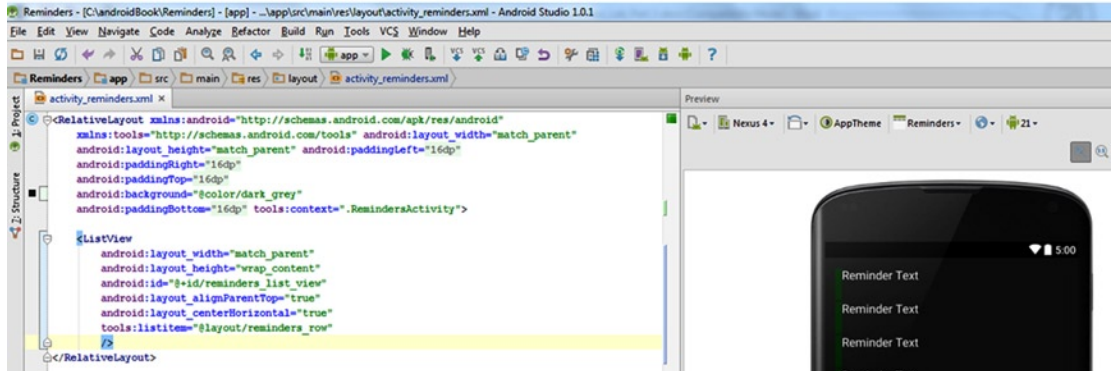 Reminders - [C:\androidBook\Reminders] - [app] - ...\app\src\main\res\layout\activity_reminders.xml - Android Studio 1.0.1
File Edit View Navigate Code Analyze Refactor Build Run Tools VCS Window Help
app
VCS VCS
?
Reminders app src main res layout activity_reminders.xml
activity_reminders.xml ×
1: Project
7: Structure
C
<RelativeLayout xmlns:android="http://schemas.android.com/apk/res/android"
xmlns:tools="http://schemas.android.com/tools" android:layout_width="match_parent"
android:layout_height="match_parent" android:paddingLeft="16dp"
android:paddingRight="16dp"
android:paddingTop="16dp"
android:background="@color/dark_grey"
android:paddingBottom="16dp" tools:context=".RemindersActivity">
<ListView
android:layout_width="match_parent"
android:layout_height="wrap_content"
android:id="@+id/reminders_list_view"
android:layout_alignParentTop="true"
android:layout_centerHorizontal="true"
tools:listitem="@layout/reminders_row"
/>
</RelativeLayout>
Preview
Nexus 4 AppTheme Reminders 21
5:00
Reminder Text
Reminder Text
Reminder Text